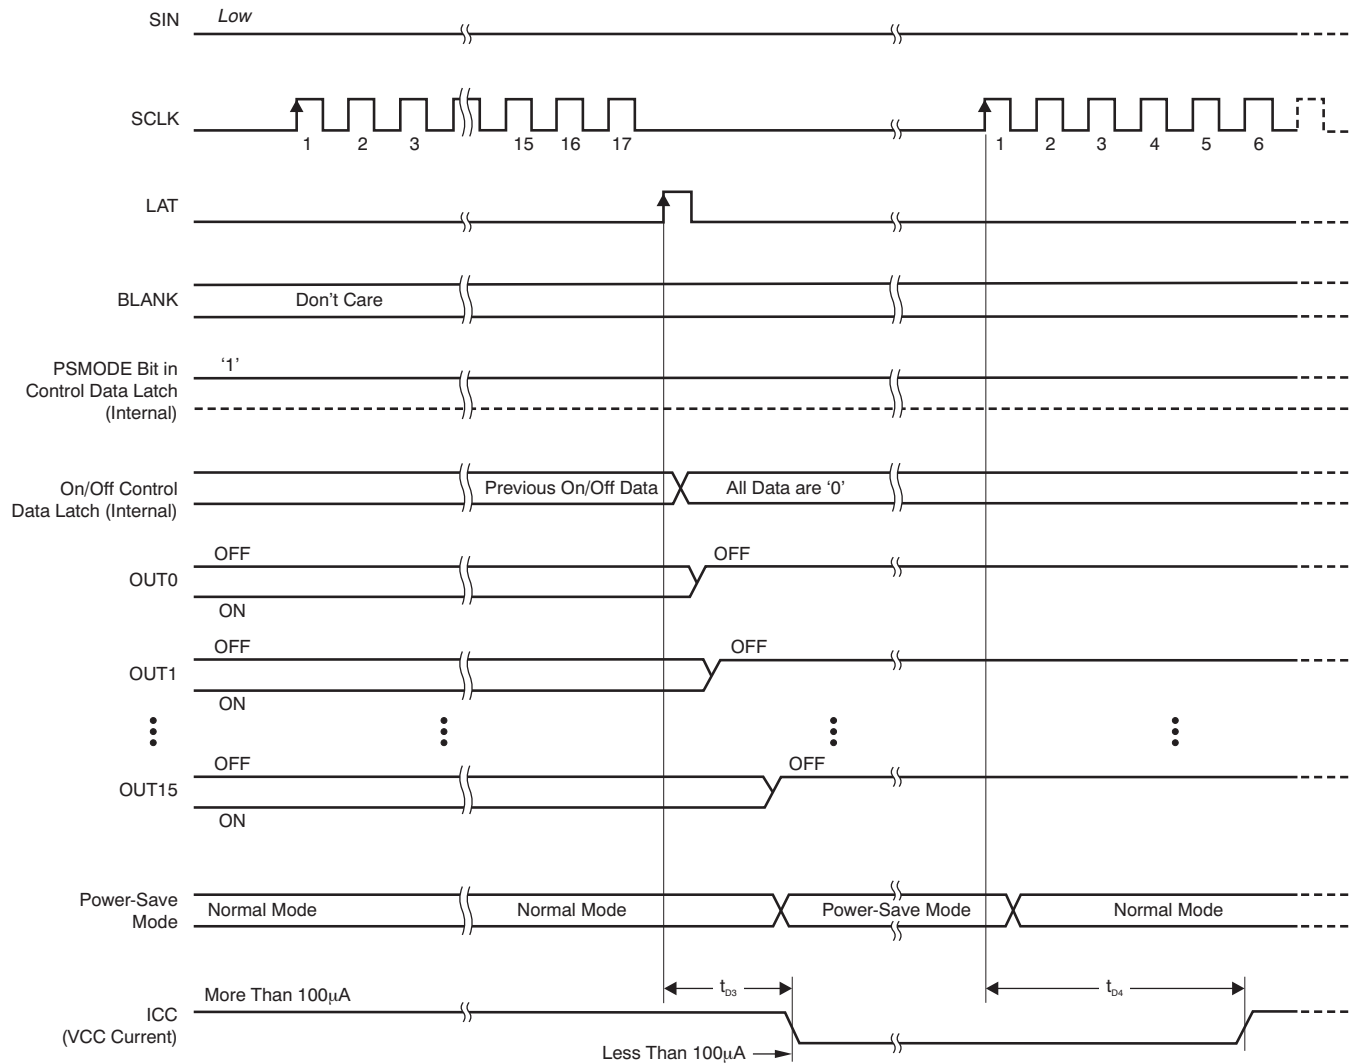 SIN
Low
SCLK
1 2 3 15 16 17 1 2 3 4 5 6
LAT
BLANK
Don’t Care
PSMODE Bit in
Control Data Latch
(Internal)
‘1’
On/Off Control
Data Latch (Internal)
Previous On/Off Data
All Data are ‘0’
OUT0
OFF
ON
OFF
OUT1
OFF
ON
OFF
OUT15
OFF
ON
OFF
Power-Save
Mode
Normal Mode
Normal Mode
Power-Save Mode
Normal Mode
tD3
tD4
ICC
(VCC Current)
More Than 100µA
Less Than 100µA